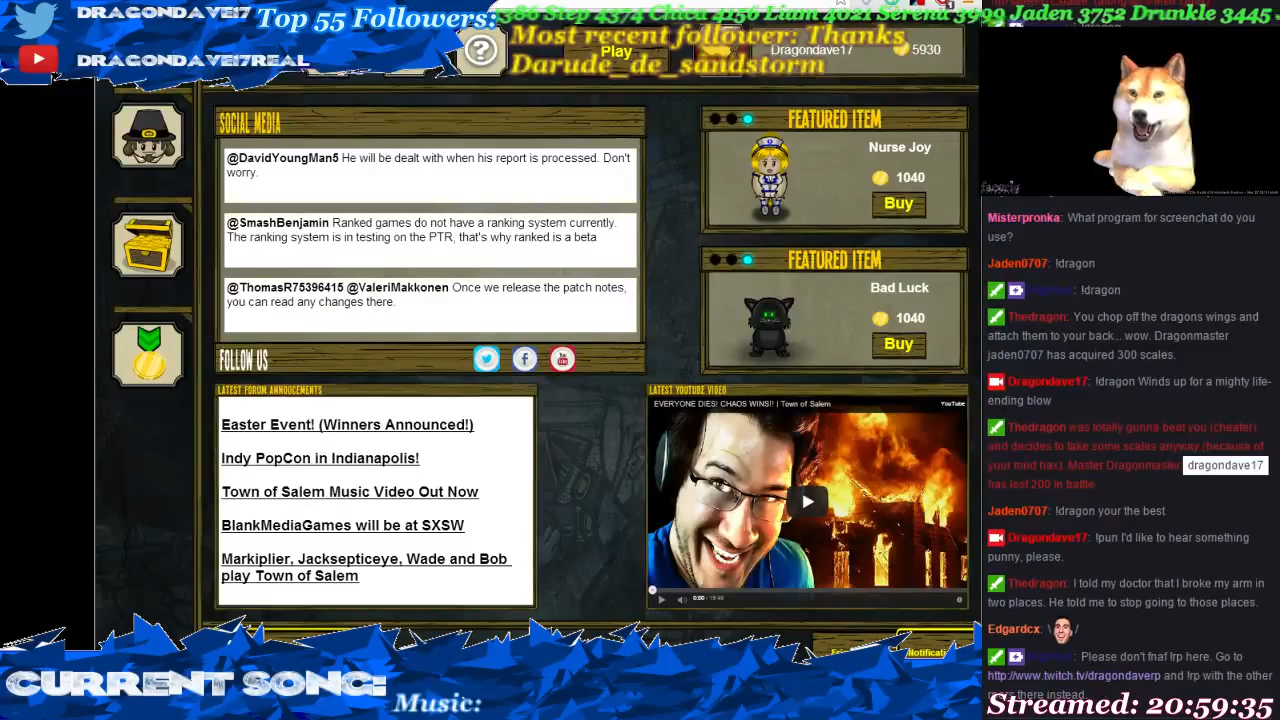 DRAGONDAVE17
DRAGONDAVE17REAL
Top 55 Followers:
386 Step 4374 Chica 4156 Liam 4021 Serena 3999 Jaden 3752 Drunkle 3445
Most recent follower: Thanks
Darude_de_sandstorm
?
Play
Dragondave17
5930
SOCIAL MEDIA
@DavidYoungMan5 He will be dealt with when his report is processed. Don't
worry.
@SmashBenjamin Ranked games do not have a ranking system currently.
The ranking system is in testing on the PTR, that's why ranked is a beta
@ThomasR75396415 @ValeriMakkonen Once we release the patch notes,
you can read any changes there.
FOLLOW US
FEATURED ITEM
Nurse Joy
1040
Buy
FEATURED ITEM
Bad Luck
1040
Buy
LATEST FORUM ANNOUCEMENTS
Easter Event! (Winners Announced!)
Indy PopCon in Indianapolis!
Town of Salem Music Video Out Now
BlankMediaGames will be at SXSW
Markiplier, Jacksepticeye, Wade and Bob
play Town of Salem
LATEST YOUTUBE VIDEO
EVERYONE DIES! CHAOS WINS!! | Town of Salem
YouTube
0:00
Notificati
CURRENT SONG:
Music:
Misterpronka: What program for screenchat do you
use?
Jaden0707: !dragon
: !dragon
Thedragon: You chop off the dragons wings and
attach them to your back... wow. Dragonmaster
jaden0707 has acquired 300 scales.
Dragondave17: !dragon Winds up for a mighty life-
ending blow
Thedragon was totally gunna beat you (cheater)
and decides to take some scales anyway (because of
your mod hax). Master Dragonmaster dragondave17
has lost 200 in battle.
Jaden0707: !dragon your the best
Dragondave17: !pun I'd like to hear something
punny, please.
Thedragon: I told my doctor that I broke my arm in
two places. He told me to stop going to those places.
Edgardcx: \ /
: Please don't fnaf !rp here. Go to
http://www.twitch.tv/dragondaverp and !rp with the other
there instead.
Streamed: 20:59:35